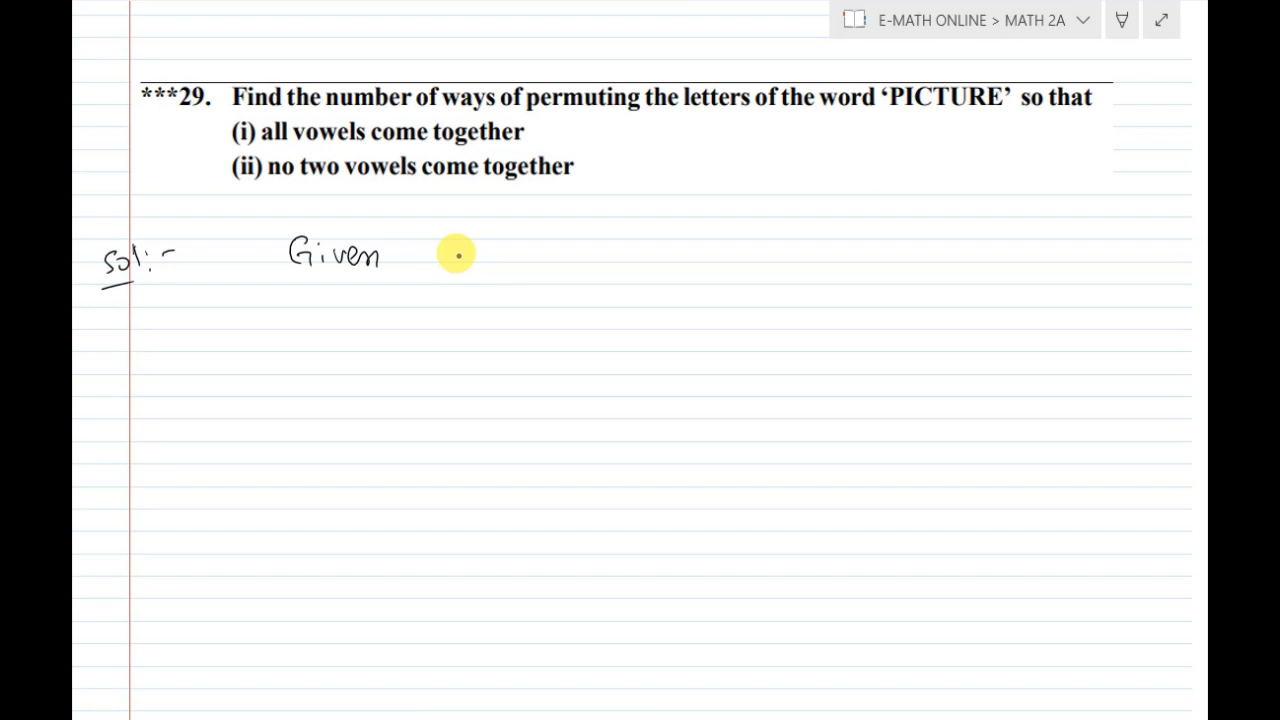 E-MATH ONLINE > MATH 2A
***29. Find the number of ways of permuting the letters of the word ‘PICTURE’ so that
(i) all vowels come together
(ii) no two vowels come together
Sol:- Given